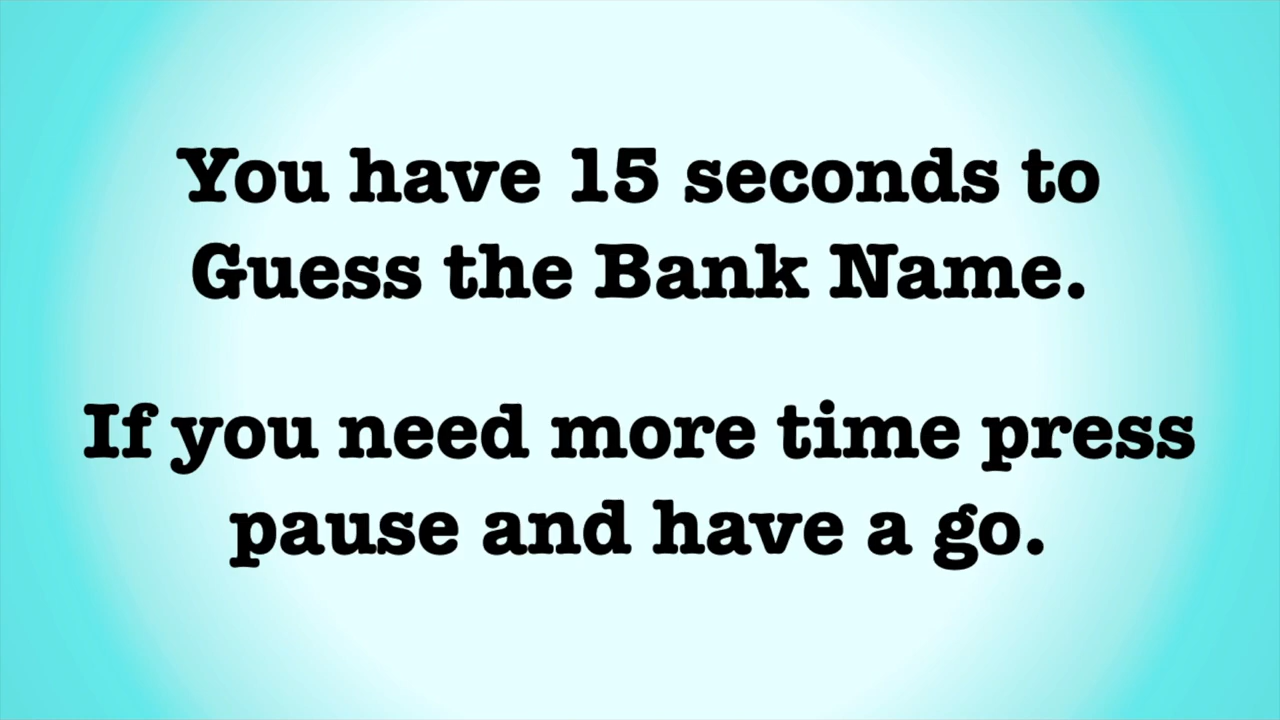 You have 15 seconds to
Guess the Bank Name.
If you need more time press
pause and have a go.